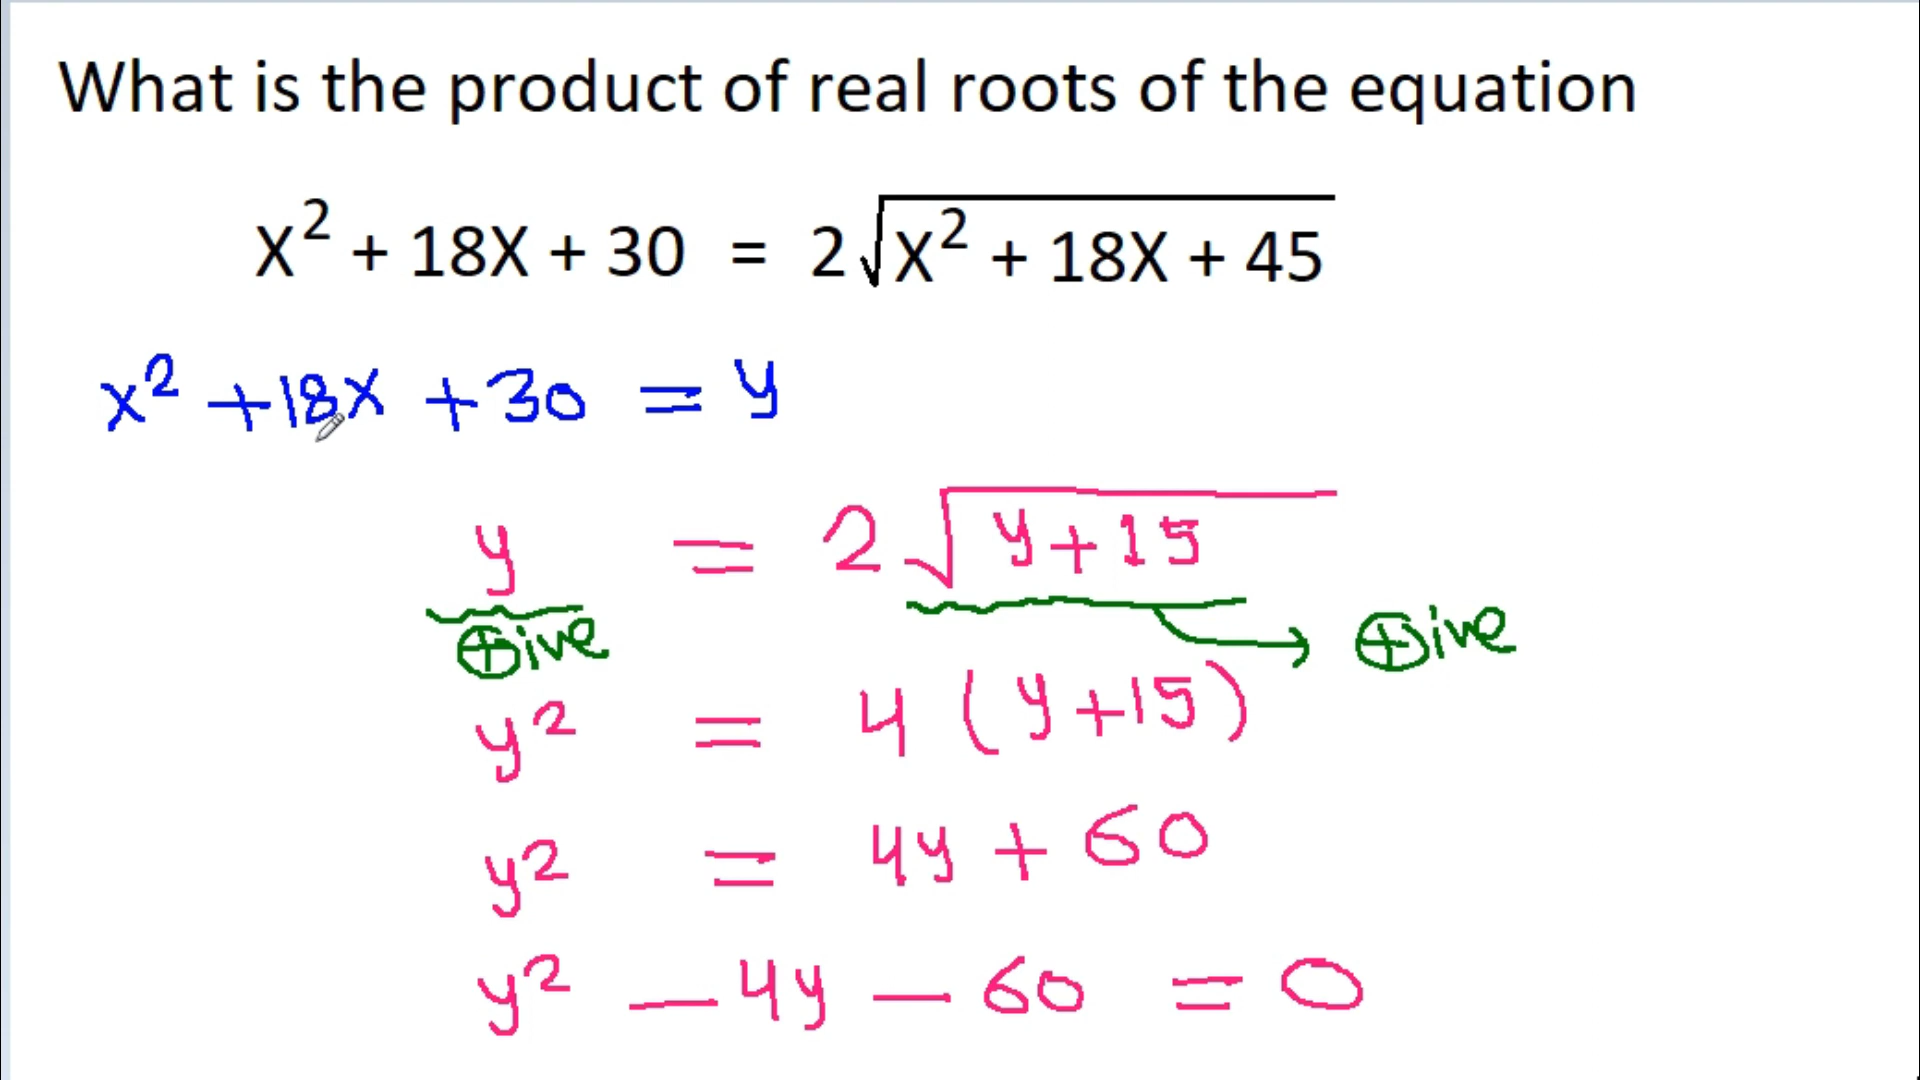 What is the product of real roots of the equation
X² + 18X + 30 = 2√X² + 18X + 45
x² + 18x + 30 = y
y = 2√y + 15
⊕ive ⊕ive
y² = 4 (y + 15)
y² = 4y + 60
y² - 4y - 60 = 0